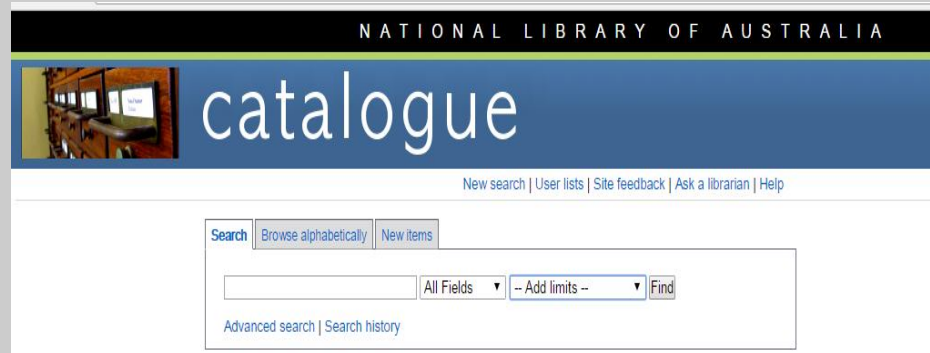 NATIONAL LIBRARY OF AUSTRALIA
catalogue
New search | User lists | Site feedback | Ask a librarian | Help
Search Browse alphabetically New items
All Fields -- Add limits -- Find
Advanced search | Search history